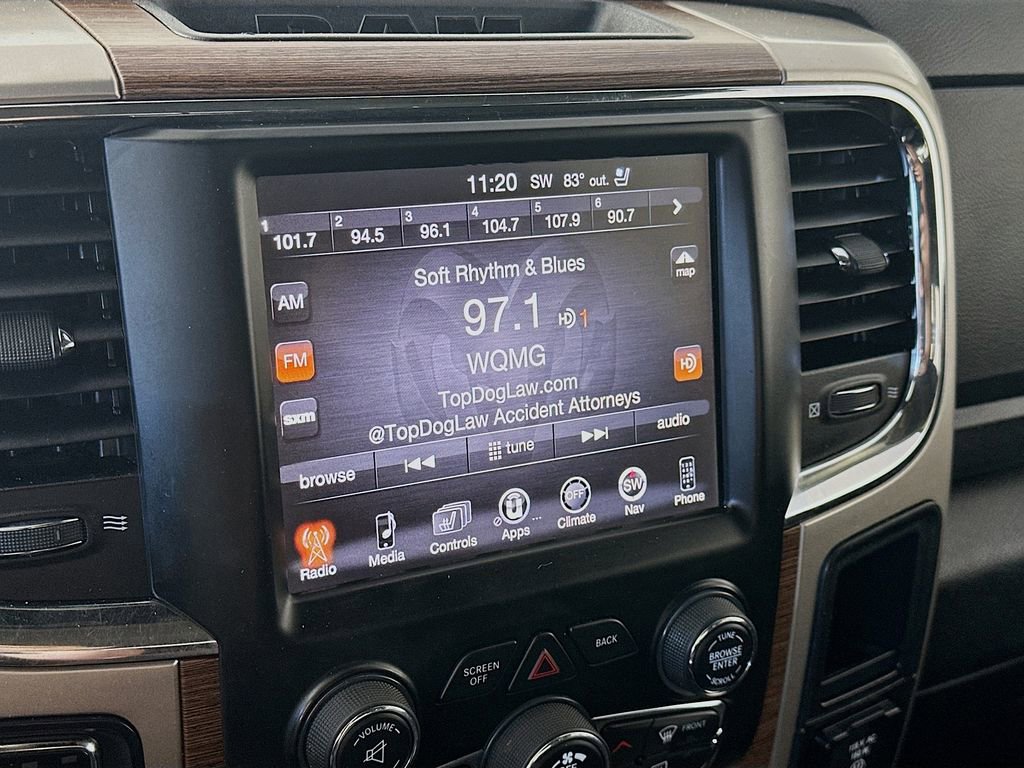 RAM
11:20 SW 83° out.
1 2 3 4 5 6
101.7 94.5 96.1 104.7 107.9 90.7
Soft Rhythm & Blues
map
AM
97.1 HD 1
FM
WQMG
HD
sxm
TopDogLaw.com
@TopDogLaw Accident Attorneys
browse
tune
audio
Radio
Media
Controls
Apps ...
OFF
Climate
SW
Nav
Phone
SCREEN
OFF
BACK
TUNE
BROWSE
ENTER
SCROLL
VOLUME
FRONT
OFF